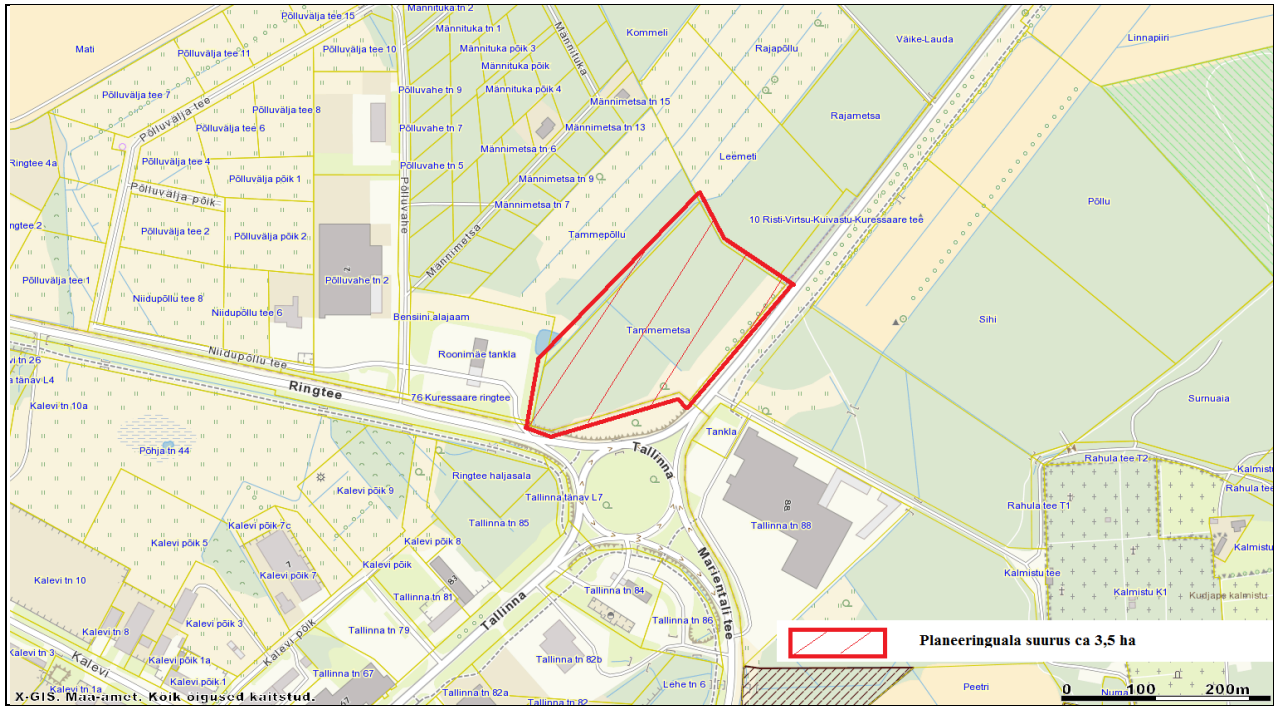 Männituka tn 2
Põlluvälja tee 15
Männituka tn 1
Kommeli
Linnapiiri
Väike-Lauda
Mati
Põlluvälja tee 11
Põlluvälja tee 10
Männituka põik 3
Männituka
Rajapõllu
Männituka põik
Põlluvahe tn 9
Männituka põik 4
Põlluvälja tee 7
Põlluvälja tee
Põlluvälja tee 8
Männimetsa tn 15
Rajametsa
Põlluvälja tee 6
Põlluvahe tn 7
Männimetsa tn 13
Männimetsa tn 6
Leemeti
Ringtee 4a
Põlluvälja tee 4
Põlluvahe tn 5
Põlluvälja põik 1
Männimetsa tn 9
Põlluvälja põik
Põlluvahe
Männimetsa tn 7
Põllu
10 Risti-Virtsu-Kuivastu-Kuressaare tee
ngtee 2
Põlluvälja tee 2
Põlluvälja põik 2
Tammepõllu
Männimetsa
2
Põlluvälja tee 1
Põlluvahe tn 2
Niidupõllu tee 8
Niidupõllu tee 6
Bensiini alajaam
Sihi
Tammemetsa
Niidupõllu tee
Roonimäe tankla
vi tn 26
a tänav L4
Ringtee
76 Kuressaare ringtee
Kalevi tn 10a
Surnuaia
Tankla
Põhja tn 44
Tallinna
Rahula tee T2
Kalmistu
Ringtee haljasala
Kalevi põik 9
Tallinna tänav L7
Rahula tee
88
Rahula tee T1
Kalevi põik 7c
Tallinna tn 85
Tallinna tn 88
Kalevi põik 5
Kalevi põik 8
Kalmistu
7
Kalevi põik
Kalevi tn 10
Kalevi põik 7
83
Marientali tee
Kalmistu tee
Tallinna tn 84
Tallinna tn 81
Kalmistu K1
Kudjape kalmistu
Tallinna
Kalevi põik 3
Tallinna tn 86
Kalevi tn 8
Tallinna tn 79
Kalevi põik
Planeeringuala suurus ca 3,5 ha
Kalevi tn 3
Kalevi
Kalevi põik 1a
Tallinna tn 82b
Tallinna tn 67
Kalevi põik 1
Kalevi tn 1a
Lehe tn 6
Peetri
Tallinna tn 82a
Numa
67
Tallinna tn 82
X-GIS. Maa-amet. Kõik õigused kaitstud.
0 100 200m